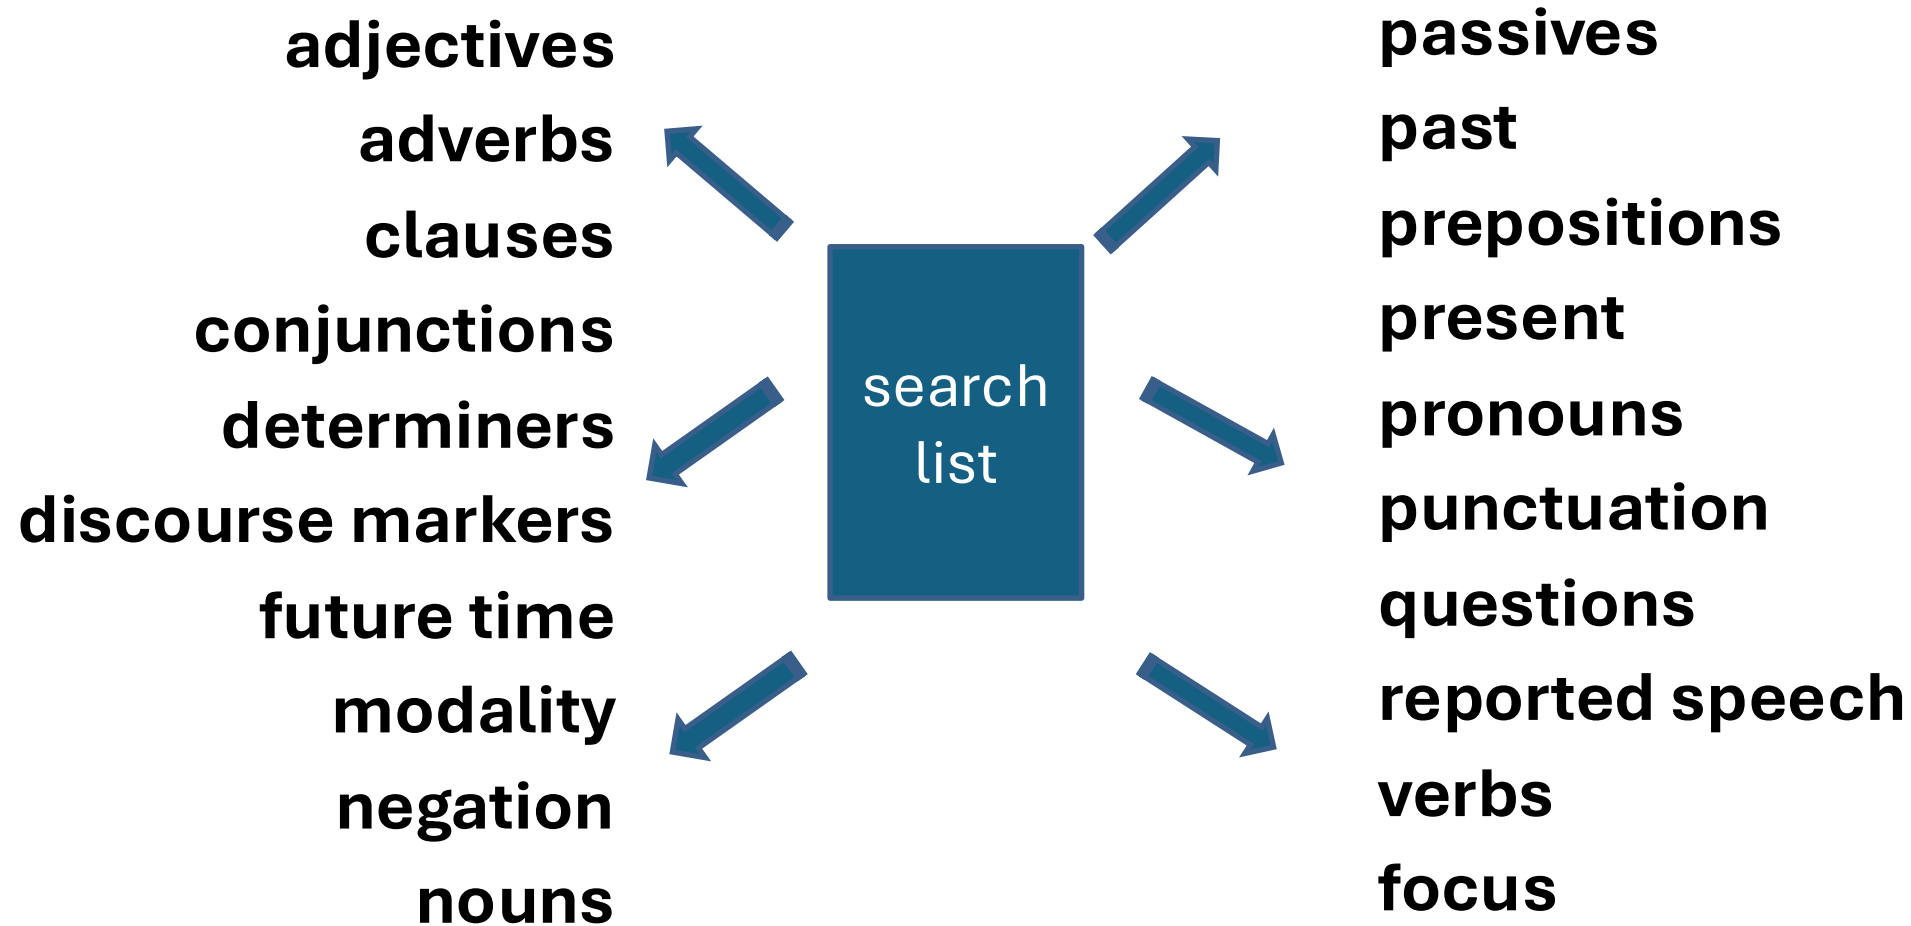 adjectives
adverbs
clauses
conjunctions
determiners
discourse markers
future time
modality
negation
nouns
search
list
passives
past
prepositions
present
pronouns
punctuation
questions
reported speech
verbs
focus